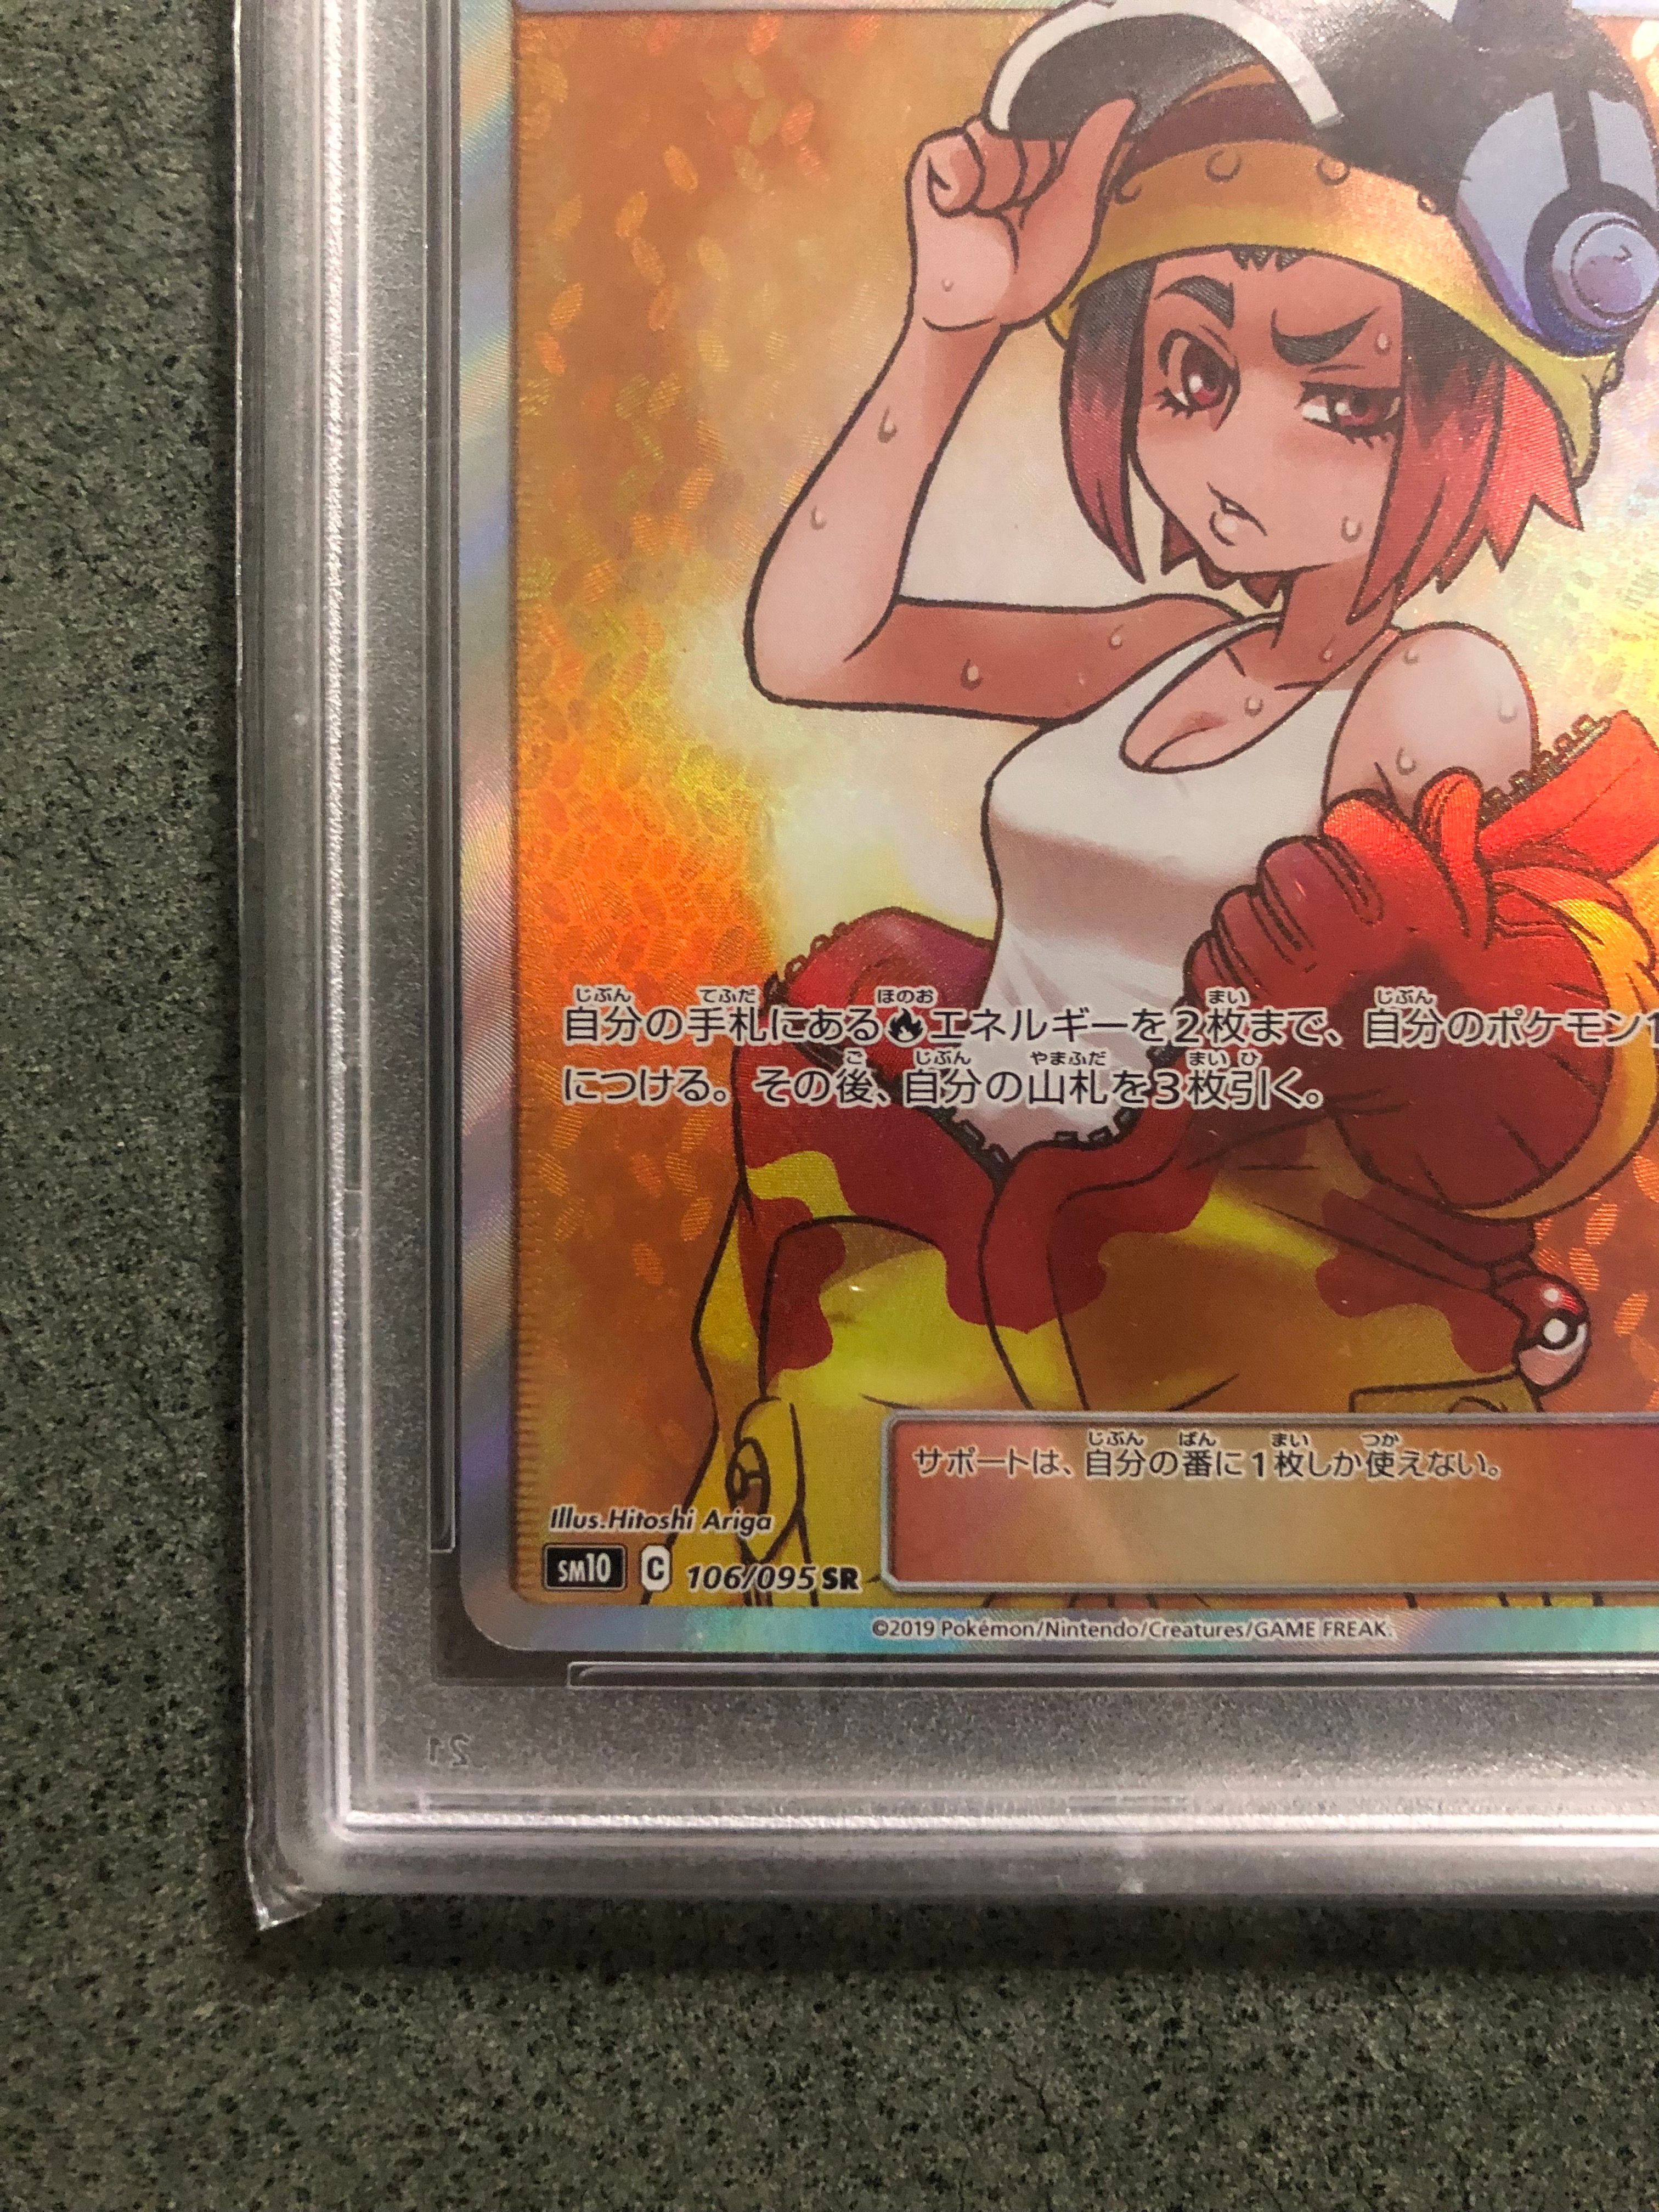 自分の手札にある エネルギーを2枚まで、自分のポケモン1
につける。その後、自分の山札を3枚引く。
サポートは、自分の番に1枚しか使えない。
Illus.Hitoshi Ariga
SM10 C 106/095 SR
©2019 Pokémon/Nintendo/Creatures/GAME FREAK.
21